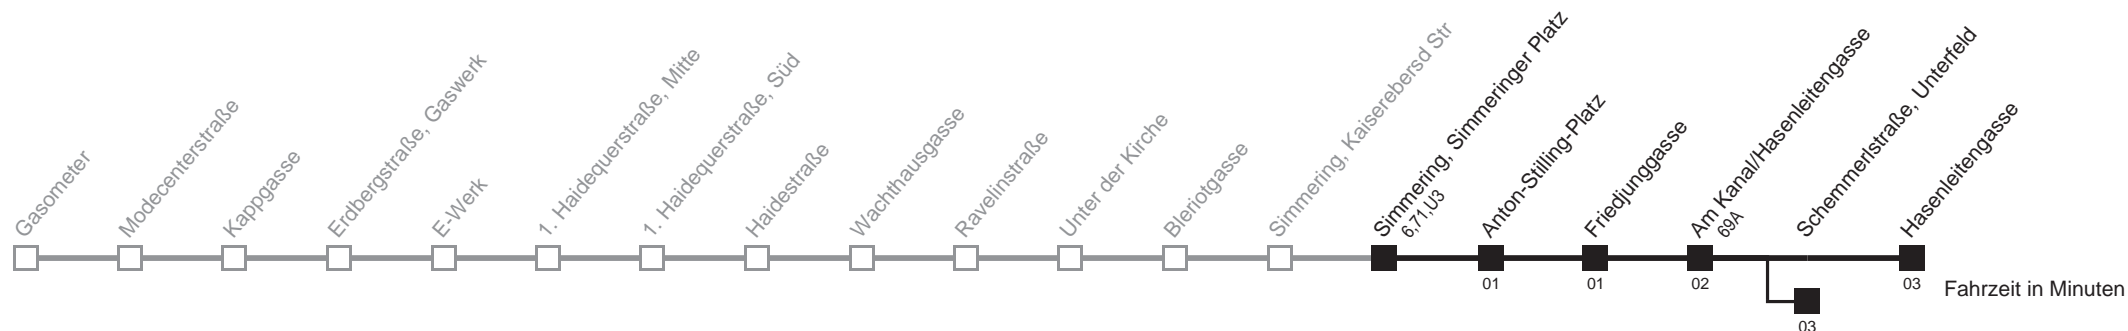 Gasometer
Modecenterstraße
Kappgasse
Erdbergstraße, Gaswerk
E-Werk
1. Haidequerstraße, Mitte
1. Haidequerstraße, Süd
Haidestraße
Wachthausgasse
Ravelinstraße
Unter der Kirche
Bleriotgasse
Simmering, Kaiserebersd Str
Simmering, Simmeringer Platz
6,71,U3
Anton-Stilling-Platz
Friedjunggasse
Am Kanal/Hasenleitengasse
69A
Schemmerlstraße, Unterfeld
Hasenleitengasse
01
01
02
03
03
Fahrzeit in Minuten